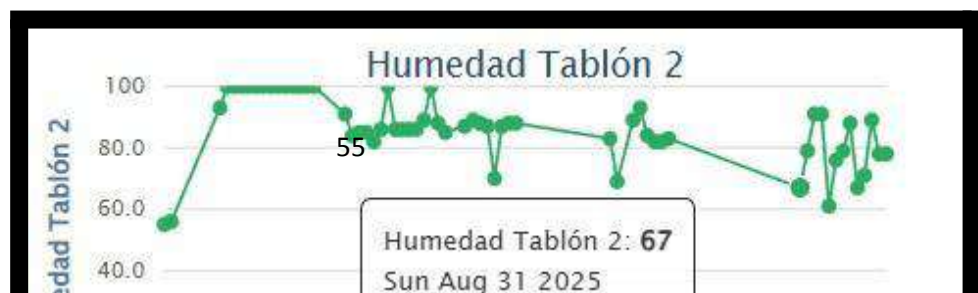 Humedad Tablón 2
100
80.0
60.0
40.0
edad Tablón 2
55
Humedad Tablón 2: 67
Sun Aug 31 2025